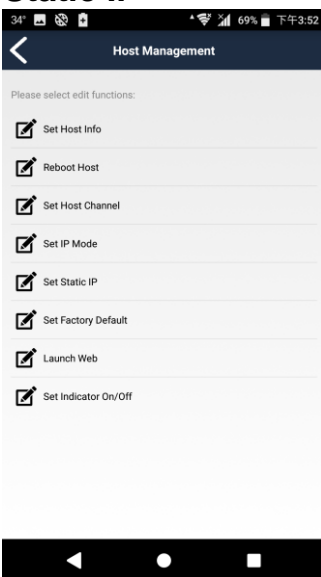 34°
69%
下午3:52
Host Management
Please select edit functions:
Set Host Info
Reboot Host
Set Host Channel
Set IP Mode
Set Static IP
Set Factory Default
Launch Web
Set Indicator On/Off